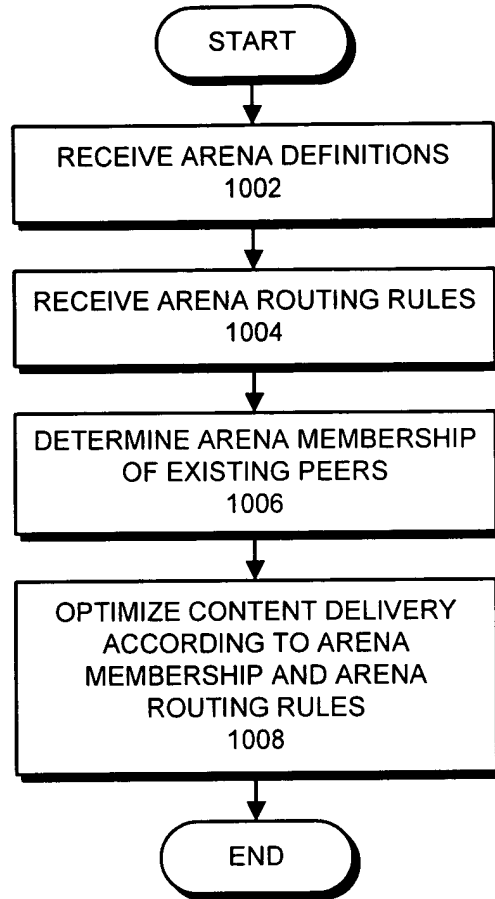 START
RECEIVE ARENA DEFINITIONS
1002
RECEIVE ARENA ROUTING RULES
1004
DETERMINE ARENA MEMBERSHIP
OF EXISTING PEERS
1006
OPTIMIZE CONTENT DELIVERY
ACCORDING TO ARENA
MEMBERSHIP AND ARENA
ROUTING RULES
1008
END